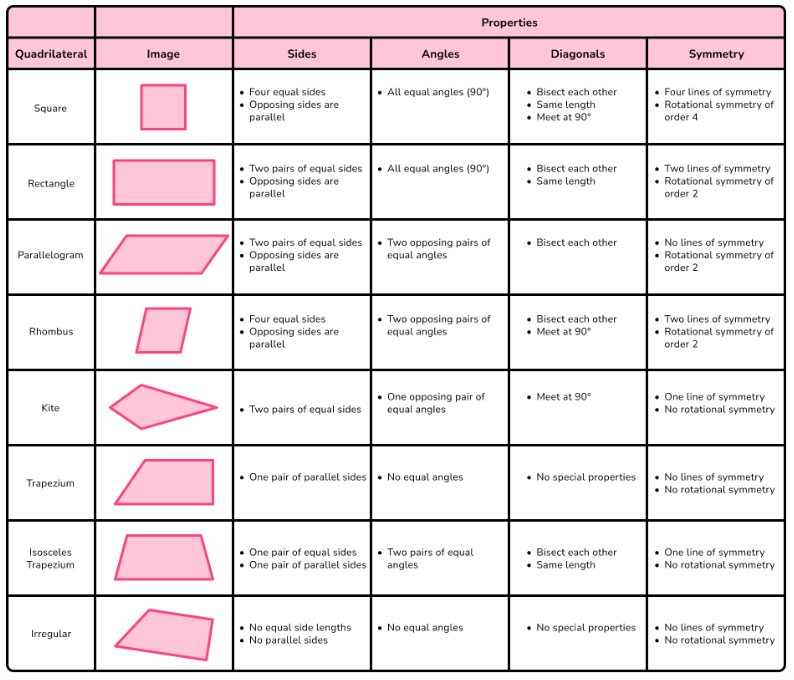 Properties
Quadrilateral Image Sides Angles Diagonals Symmetry
Square
• Four equal sides
• Opposing sides are
parallel
• All equal angles (90°)
• Bisect each other
• Same length
• Meet at 90°
• Four lines of symmetry
• Rotational symmetry of
order 4
Rectangle
• Two pairs of equal sides
• Opposing sides are
parallel
• All equal angles (90°)
• Bisect each other
• Same length
• Two lines of symmetry
• Rotational symmetry of
order 2
Parallelogram
• Two pairs of equal sides
• Opposing sides are
parallel
• Two opposing pairs of
equal angles
• Bisect each other
• No lines of symmetry
• Rotational symmetry of
order 2
Rhombus
• Four equal sides
• Opposing sides are
parallel
• Two opposing pairs of
equal angles
• Bisect each other
• Meet at 90°
• Two lines of symmetry
• Rotational symmetry of
order 2
Kite
• Two pairs of equal sides
• One opposing pair of
equal angles
• Meet at 90°
• One line of symmetry
• No rotational symmetry
Trapezium
• One pair of parallel sides
• No equal angles
• No special properties
• No lines of symmetry
• No rotational symmetry
Isosceles
Trapezium
• One pair of equal sides
• One pair of parallel sides
• Two pairs of equal
angles
• Bisect each other
• Same length
• One line of symmetry
• No rotational symmetry
Irregular
• No equal side lengths
• No parallel sides
• No equal angles
• No special properties
• No lines of symmetry
• No rotational symmetry